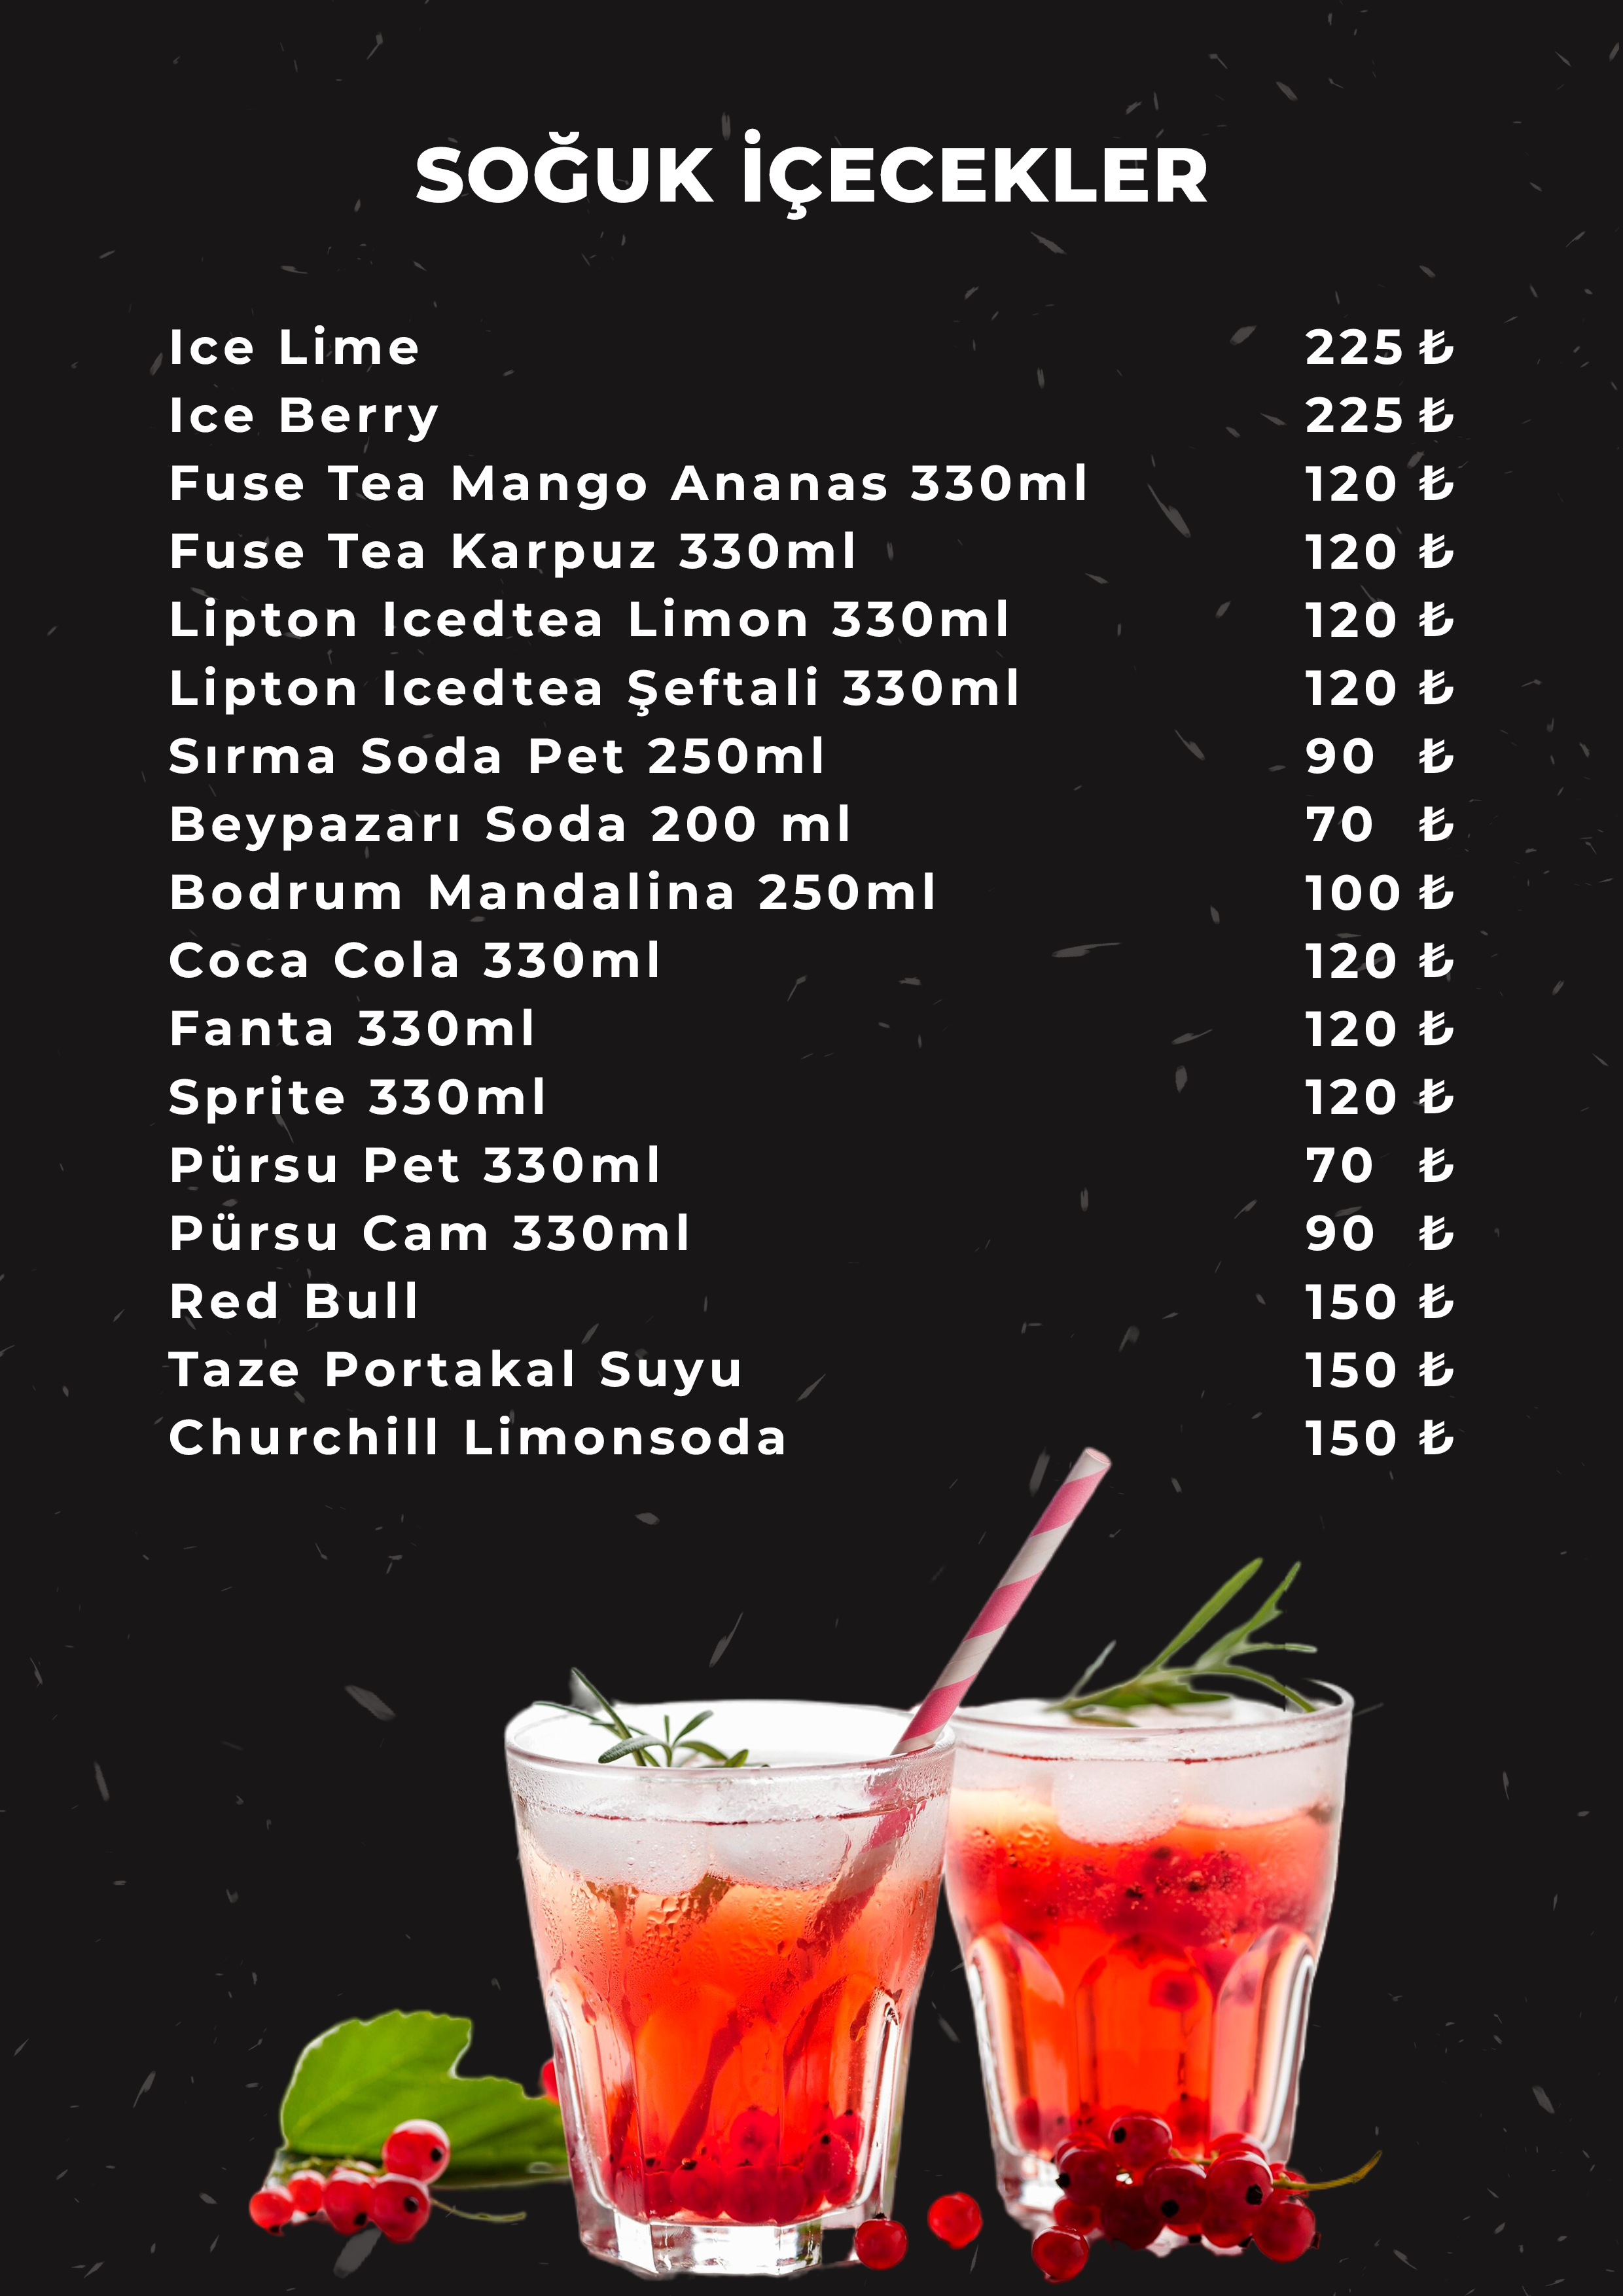 SOĞUK İÇECEKLER
Ice Lime 225 ₺
Ice Berry 225 ₺
Fuse Tea Mango Ananas 330ml 120 ₺
Fuse Tea Karpuz 330ml 120 ₺
Lipton Icedtea Limon 330ml 120 ₺
Lipton Icedtea Şeftali 330ml 120 ₺
Sırma Soda Pet 250ml 90 ₺
Beypazarı Soda 200 ml 70 ₺
Bodrum Mandalina 250ml 100 ₺
Coca Cola 330ml 120 ₺
Fanta 330ml 120 ₺
Sprite 330ml 120 ₺
Pürsu Pet 330ml 70 ₺
Pürsu Cam 330ml 90 ₺
Red Bull 150 ₺
Taze Portakal Suyu 150 ₺
Churchill Limonsoda 150 ₺